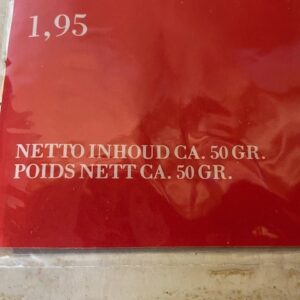 1,95
NETTO INHOUD CA. 50 GR.
POIDS NETT CA. 50 GR.